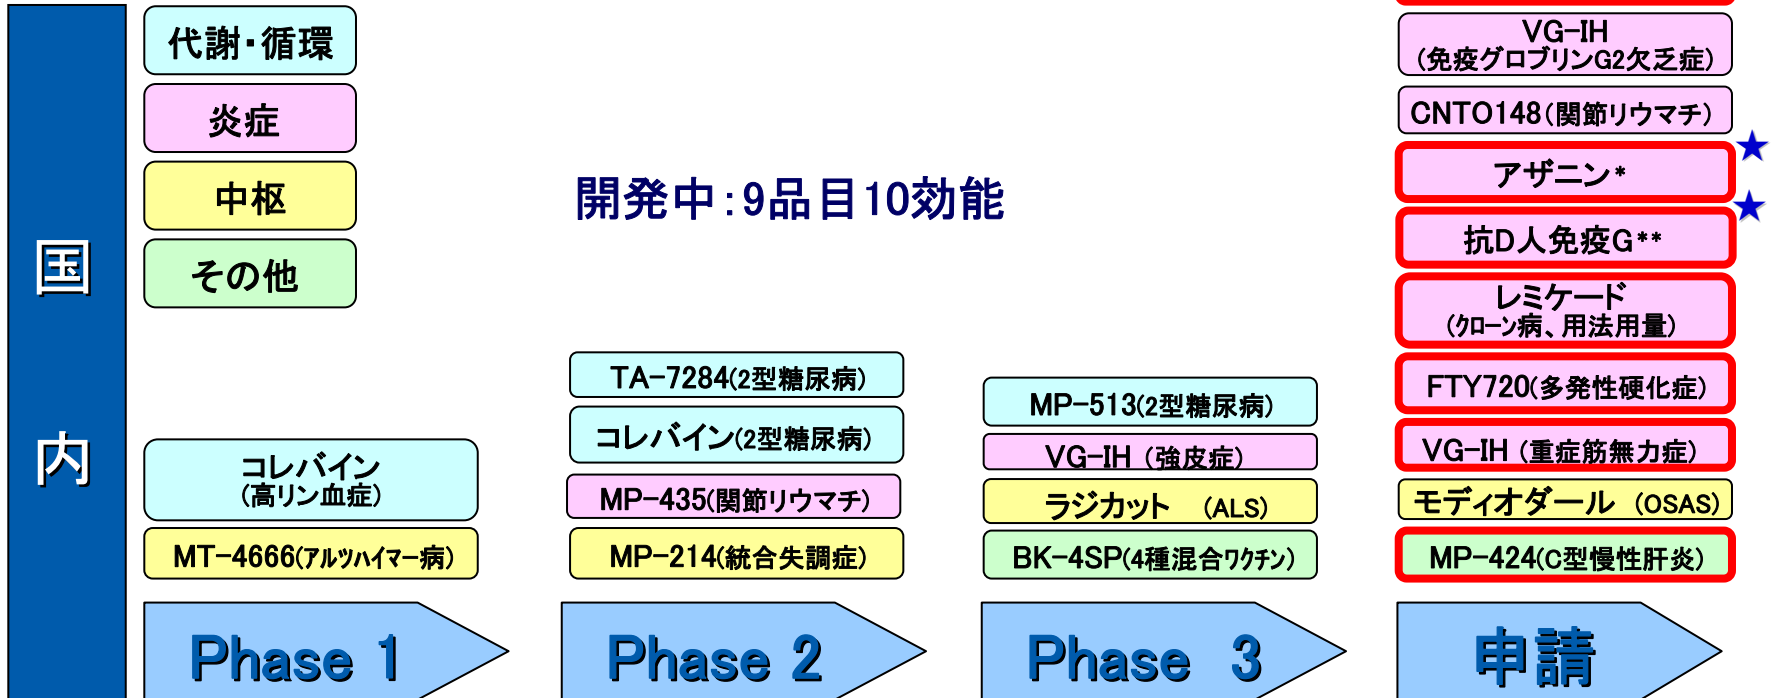 国
内
代謝・循環
炎症
中枢
その他
開発中：9品目10効能
コレバイン
(高リン血症)
MT-4666(ｱﾙﾂﾊｲﾏｰ病)
Phase 1
TA-7284(2型糖尿病)
コレバイン(2型糖尿病)
MP-435(関節リウマチ)
MP-214(統合失調症)
Phase 2
MP-513(2型糖尿病)
VG-IH (強皮症)
ラジカット (ALS)
BK-4SP(4種混合ﾜｸﾁﾝ)
Phase 3
VG-IH
(免疫グロブリンG2欠乏症)
CNTO148(関節リウマチ)
★
アザニン*
★
抗D人免疫G**
レミケード
(ｸﾛｰﾝ病、用法用量)
FTY720(多発性硬化症)
VG-IH (重症筋無力症)
モディオダール (OSAS)
MP-424(C型慢性肝炎)
申請